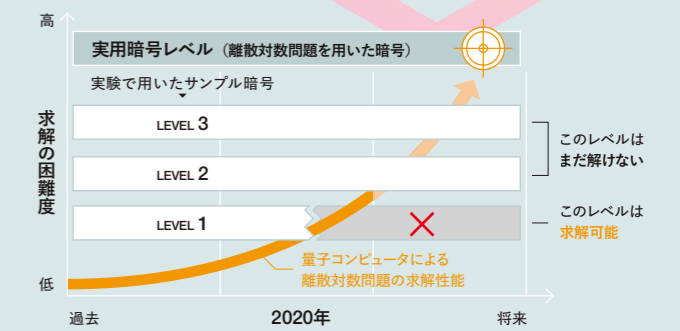 高
実用暗号レベル（離散対数問題を用いた暗号）
実験で用いたサンプル暗号
求解の困難度
LEVEL 3
このレベルは
まだ解けない
LEVEL 2
LEVEL 1
このレベルは
求解可能
量子コンピュータによる
離散対数問題の求解性能
低
過去
2020年
将来